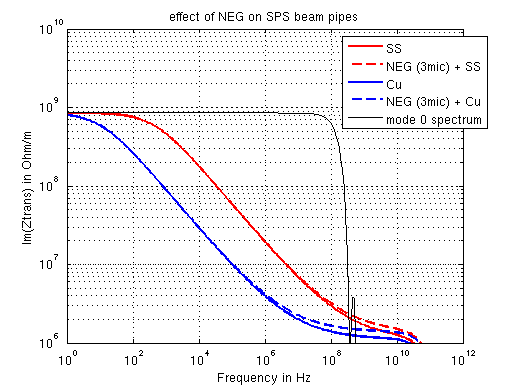 effect of NEG on SPS beam pipes
10^10
10^9
10^8
10^7
10^6
Im(Ztrans) in Ohm/m
SS
NEG (3mic) + SS
Cu
NEG (3mic) + Cu
mode 0 spectrum
10^0 10^2 10^4 10^6 10^8 10^10 10^12
Frequency in Hz